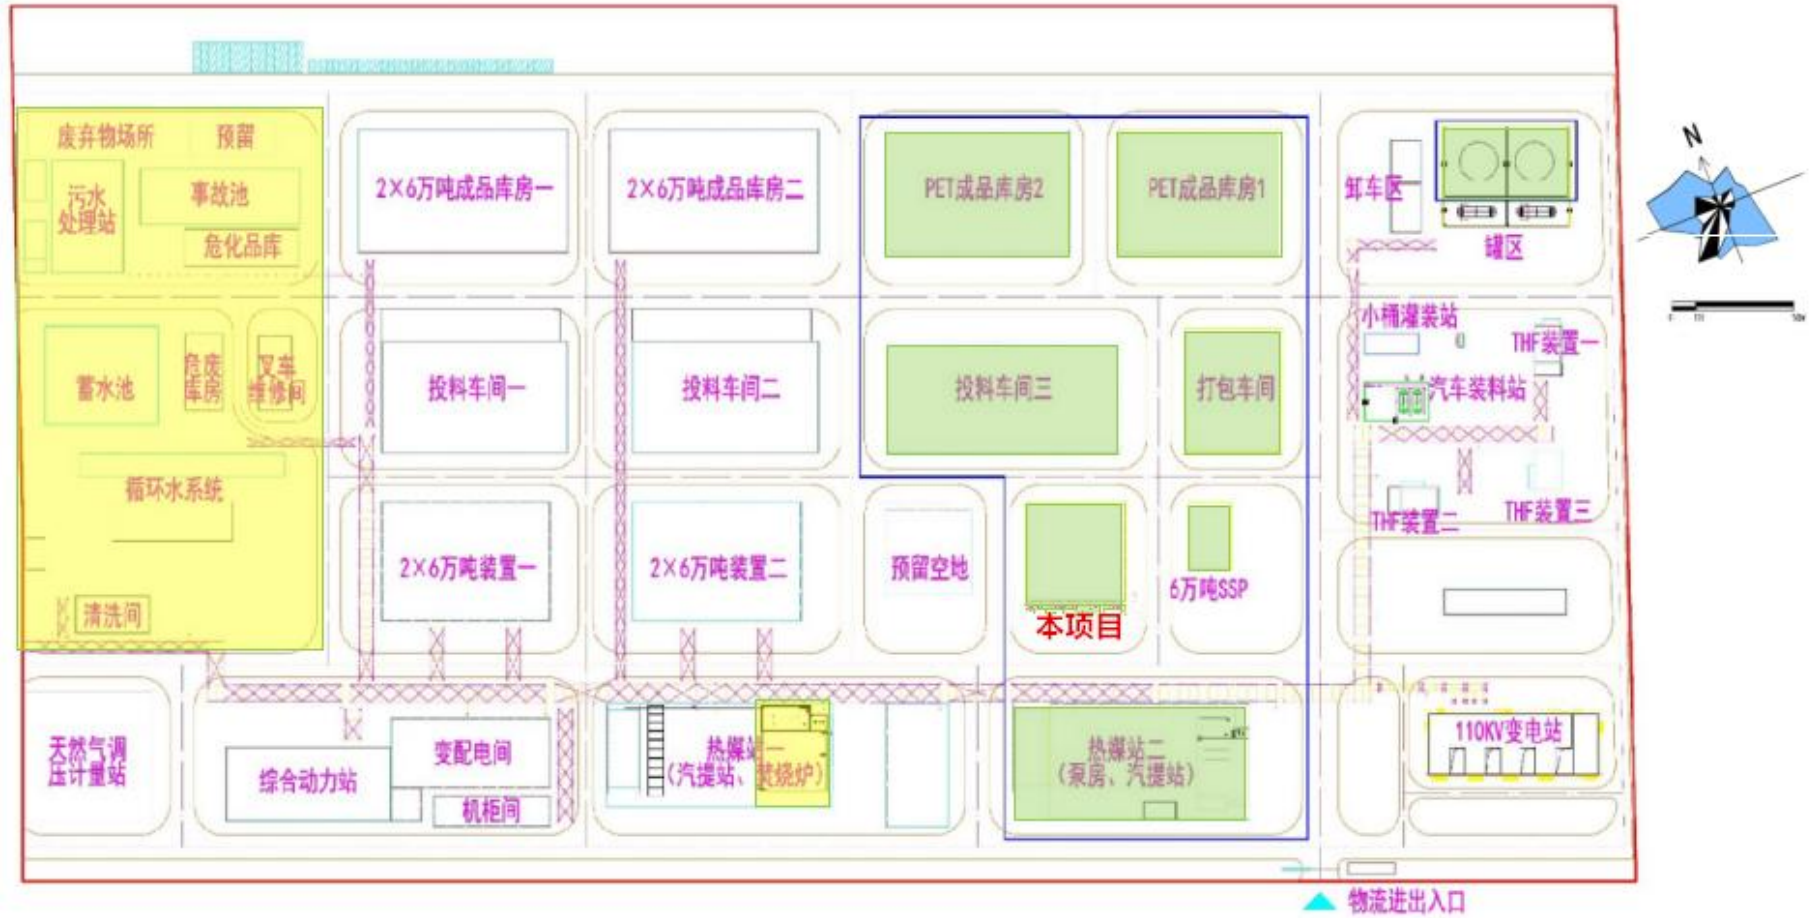 废弃物场所
预留
污水
处理站
事故池
危化品库
2×6万吨成品库房一
2×6万吨成品库房二
PET成品库房2
PET成品库房1
卸车区
罐区
N
蓄水池
危废
库房
叉车
维修间
投料车间一
投料车间二
投料车间三
打包车间
小桶灌装站
THF装置一
汽车装料站
循环水系统
THF装置二
THF装置三
2×6万吨装置一
2×6万吨装置二
预留空地
本项目
6万吨SSP
清洗间
天然气调
压计量站
综合动力站
变配电间
机柜间
热媒站一
(汽提站、焚烧炉)
热媒站二
(泵房、汽提站)
110KV变电站
物流进出入口